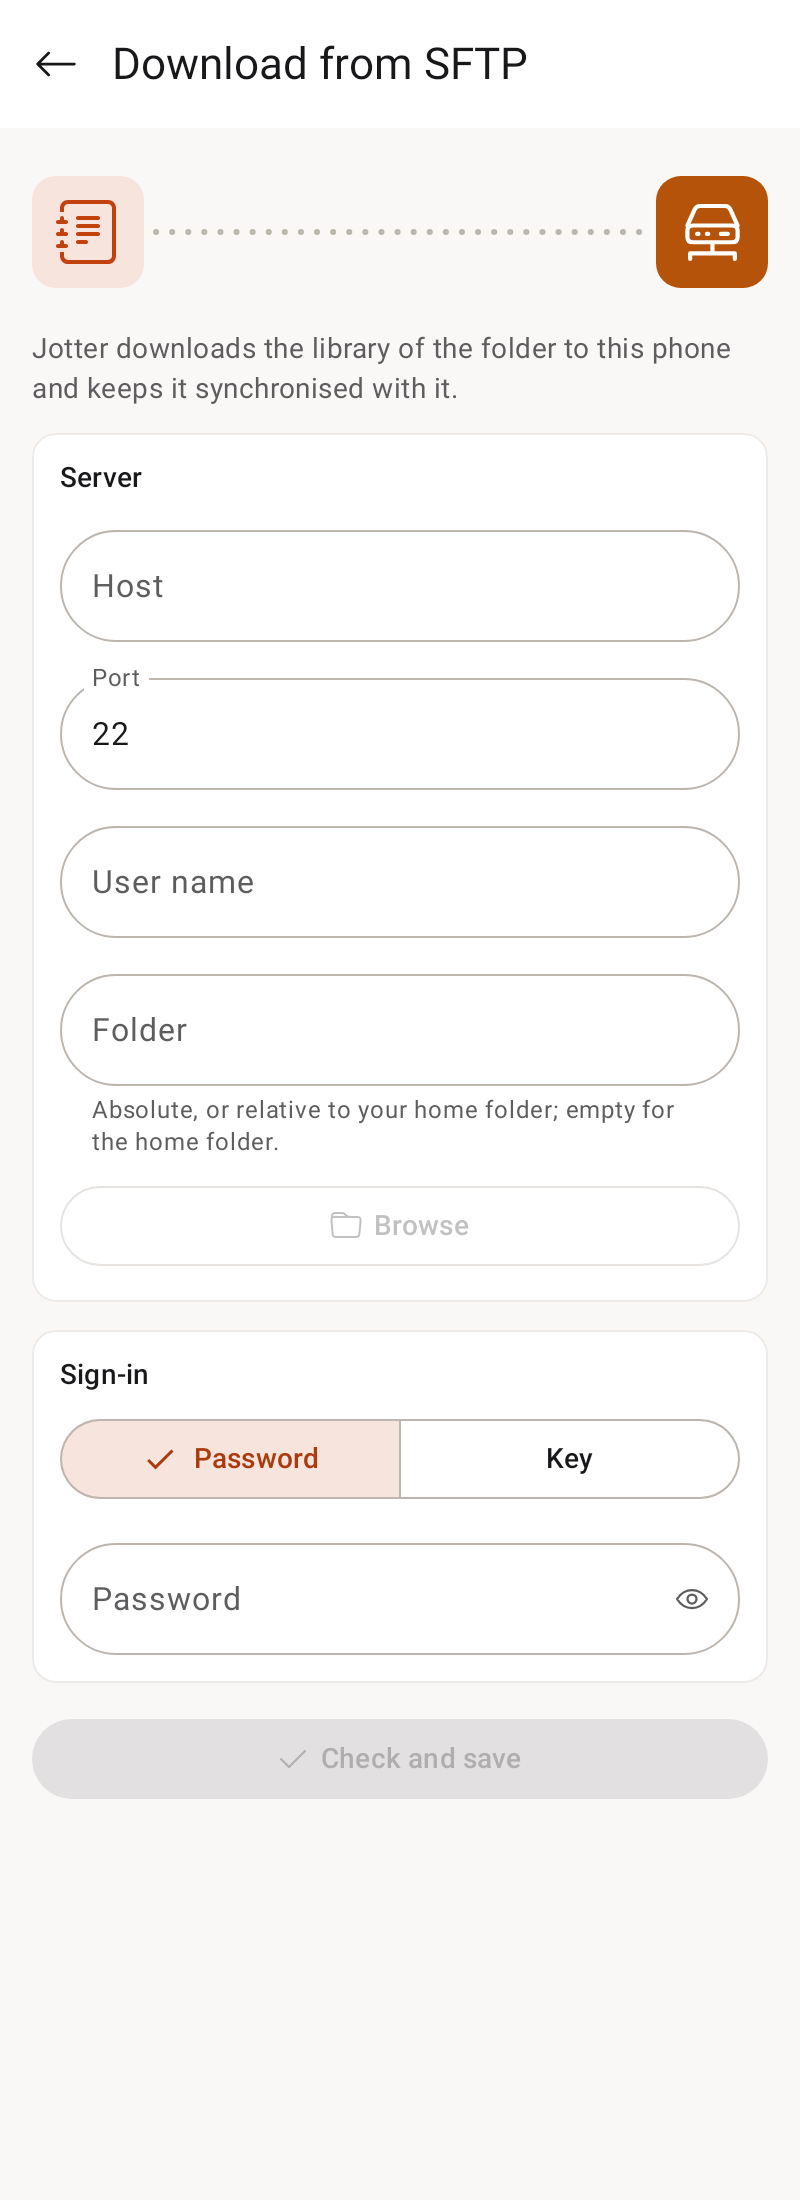 Download from SFTP
Jotter downloads the library of the folder to this phone
and keeps it synchronised with it.
Server
Host
Port
22
User name
Folder
Absolute, or relative to your home folder; empty for
the home folder.
Browse
Sign-in
Password
Key
Password
Check and save